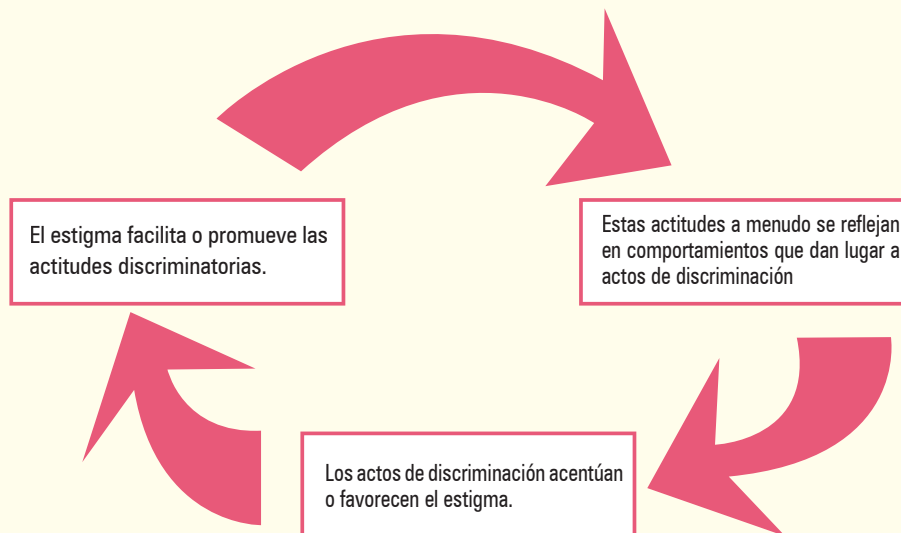 El estigma facilita o promueve las
actitudes discriminatorias.
Estas actitudes a menudo se reflejan
en comportamientos que dan lugar a
actos de discriminación
Los actos de discriminación acentúan
o favorecen el estigma.